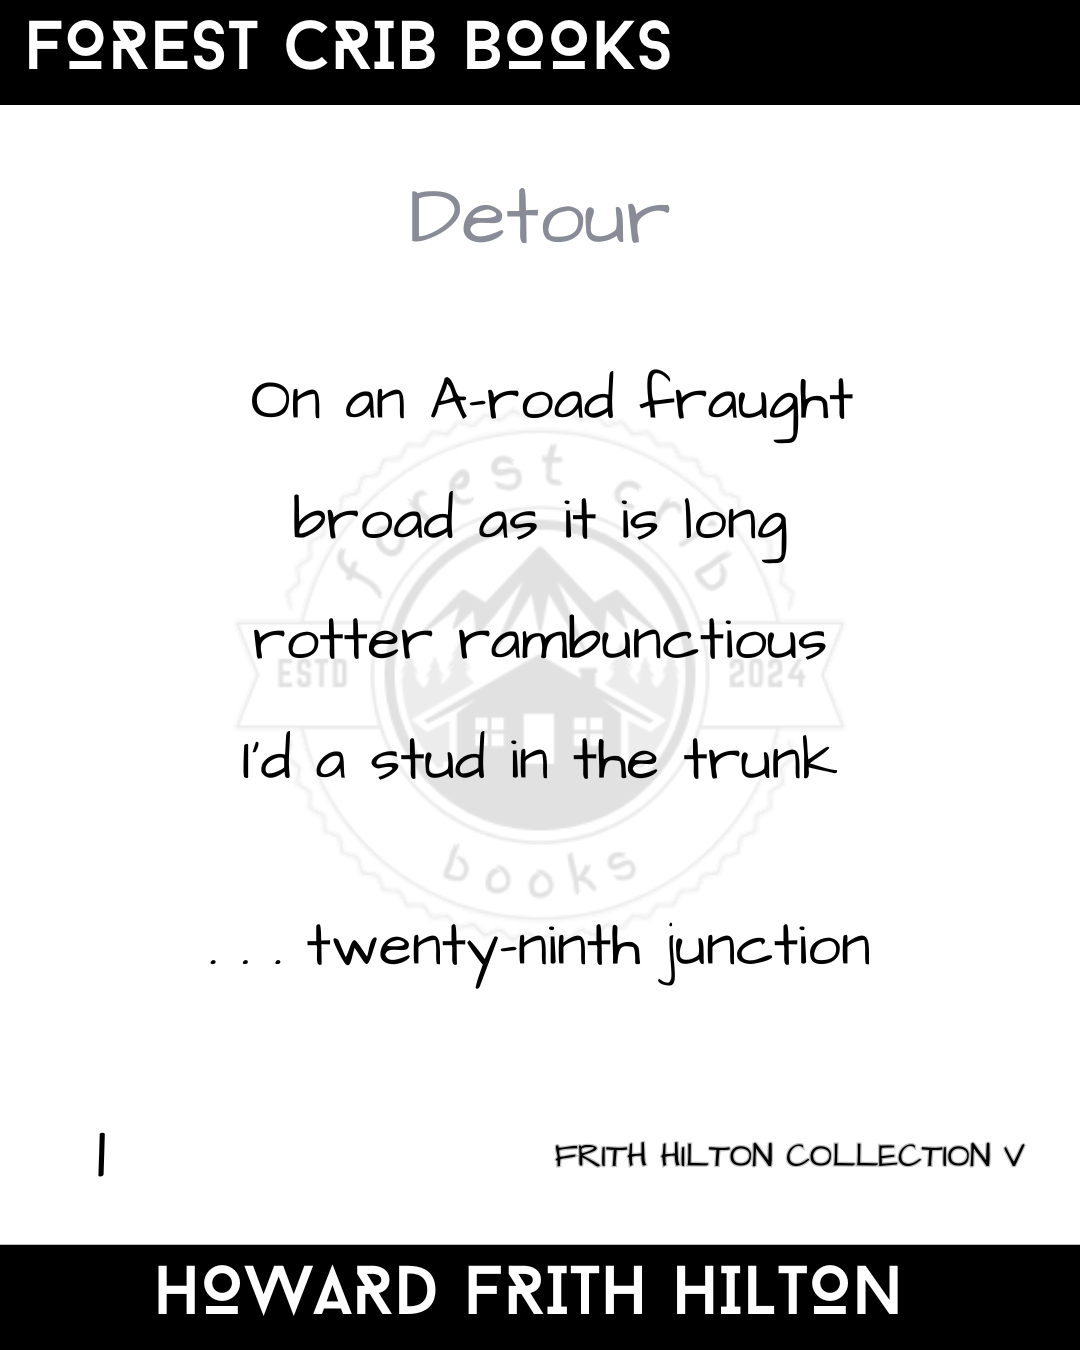 FOREST CRIB BOOKS
Detour
On an A-road fraught
broad as it is long
rotter rambunctious
I'd a stud in the trunk
. . . twenty-ninth junction
forest crib
ESTD 2024
books
1
FRITH HILTON COLLECTION V
HOWARD FRITH HILTON